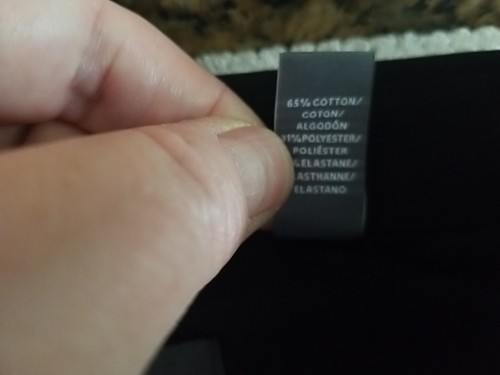 65% COTTON/
COTON/
ALGODÓN
1%POLYESTER/
POLIÉSTER
ELASTANE/
ASTHANNE/
ELASTANO